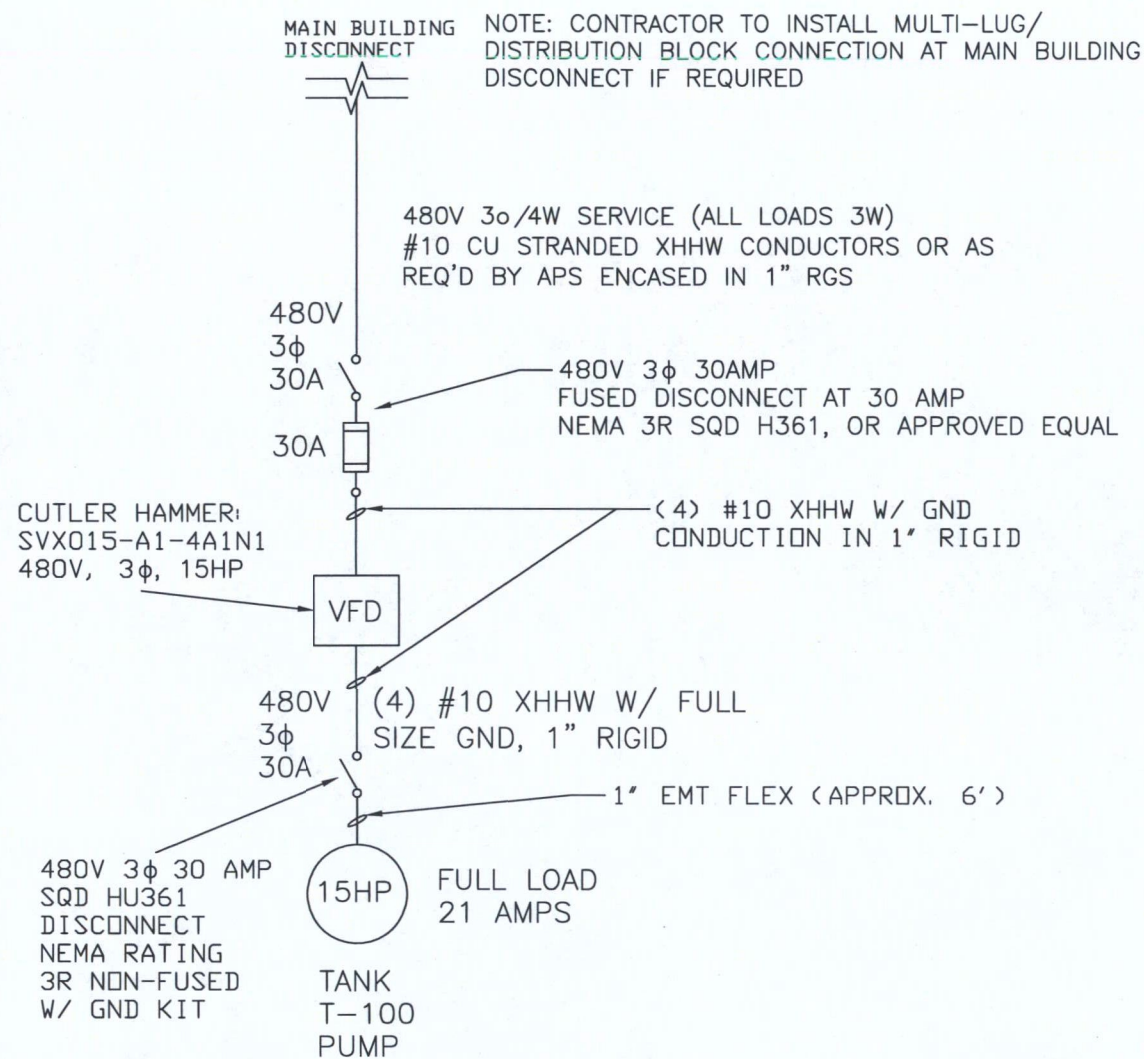 MAIN BUILDING
DISCONNECT
NOTE: CONTRACTOR TO INSTALL MULTI-LUG/
DISTRIBUTION BLOCK CONNECTION AT MAIN BUILDING
DISCONNECT IF REQUIRED
480V 3o/4W SERVICE (ALL LOADS 3W)
#10 CU STRANDED XHHW CONDUCTORS OR AS
REQ'D BY APS ENCASED IN 1" RGS
480V
3ϕ
30A
480V 3ϕ 30AMP
FUSED DISCONNECT AT 30 AMP
NEMA 3R SQD H361, OR APPROVED EQUAL
30A
CUTLER HAMMER:
SVX015-A1-4A1N1
480V, 3ϕ, 15HP
(4) #10 XHHW W/ GND
CONDUCTION IN 1" RIGID
VFD
480V
3ϕ
30A
(4) #10 XHHW W/ FULL
SIZE GND, 1" RIGID
1" EMT FLEX (APPROX. 6')
480V 3ϕ 30 AMP
SQD HU361
DISCONNECT
NEMA RATING
3R NON-FUSED
W/ GND KIT
15HP
FULL LOAD
21 AMPS
TANK
T-100
PUMP